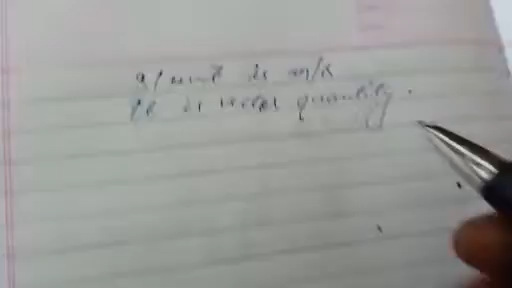 unit is m/s
It is vector quantity.